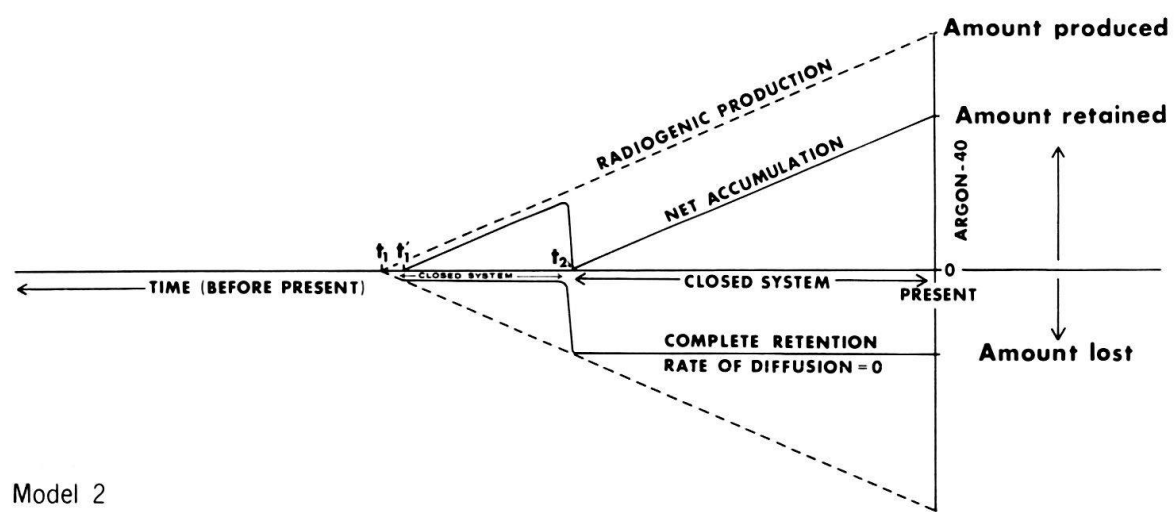 Amount produced
RADIOGENIC PRODUCTION
Amount retained
NET ACCUMULATION
ARGON-40
t₁ t₁′
t₂
CLOSED SYSTEM
0
TIME (BEFORE PRESENT)
CLOSED SYSTEM
PRESENT
COMPLETE RETENTION
RATE OF DIFFUSION = 0
Amount lost
Model 2